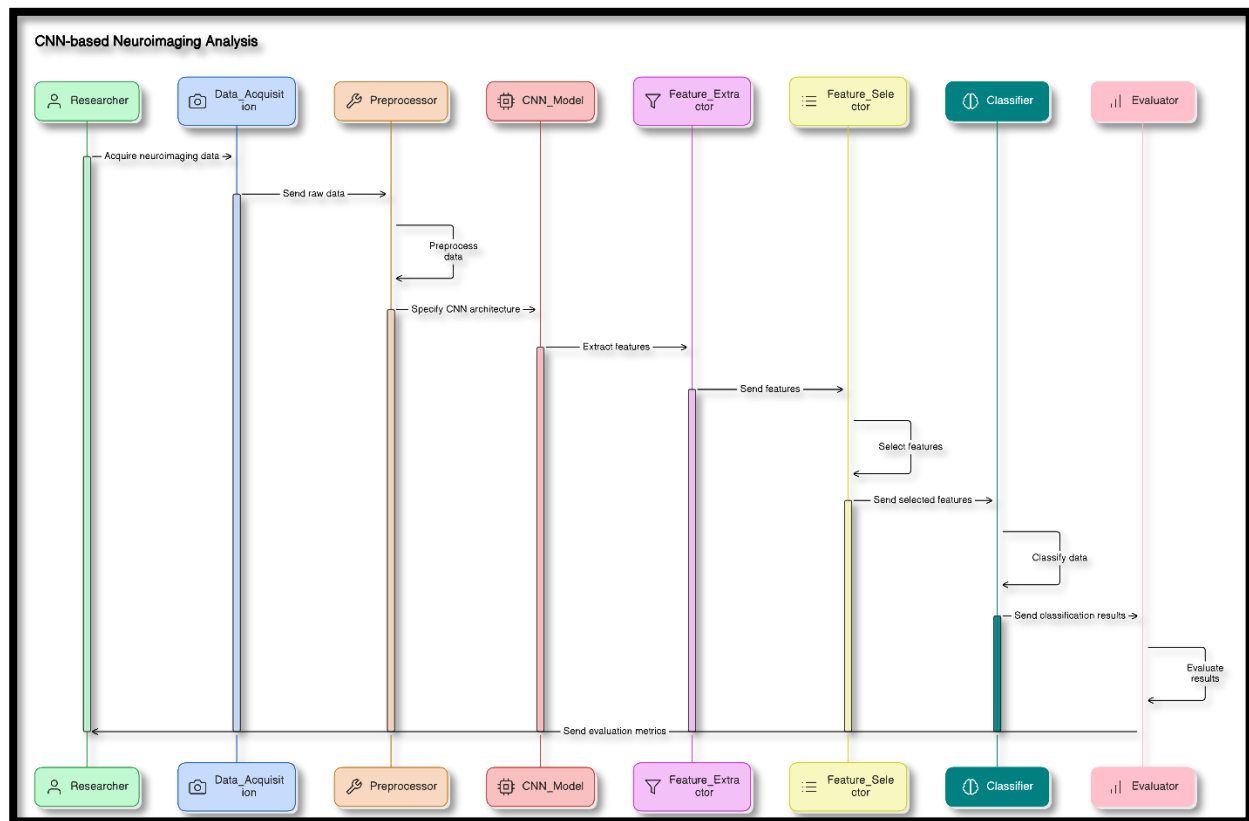 CNN-based Neuroimaging Analysis
Researcher
Data_Acquisit
ion
Preprocessor
CNN_Model
Feature_Extra
ctor
Feature_Sele
ctor
Classifier
Evaluator
Acquire neuroimaging data
Send raw data
Preprocess
data
Specify CNN architecture
Extract features
Send features
Select features
Send selected features
Classify data
Send classification results
Evaluate
results
Send evaluation metrics
Researcher
Data_Acquisit
ion
Preprocessor
CNN_Model
Feature_Extra
ctor
Feature_Sele
ctor
Classifier
Evaluator